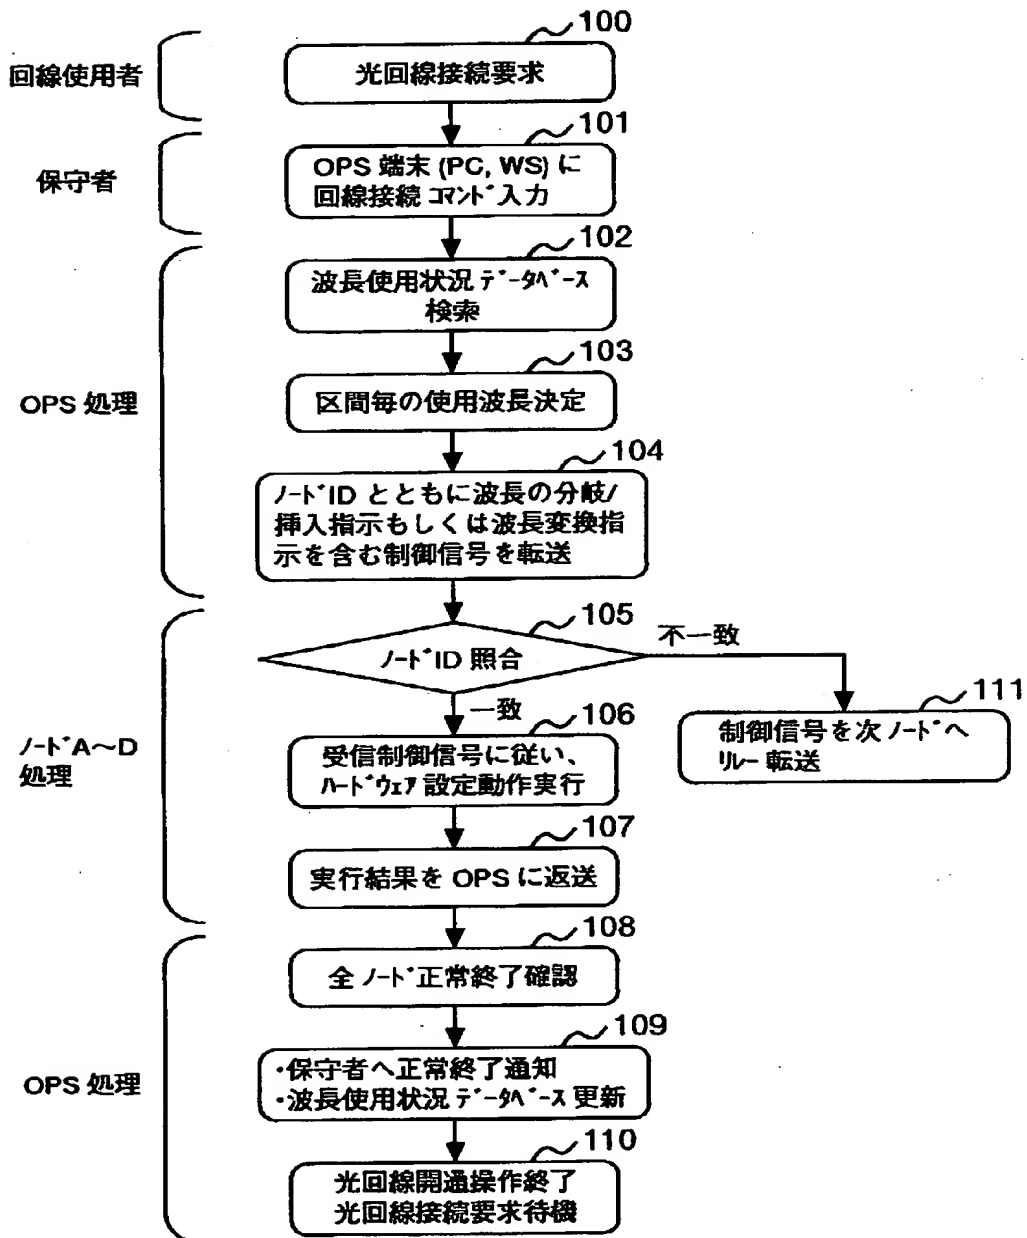 100
回線使用者
光回線接続要求
101
保守者
OPS 端末 (PC, WS) に
回線接続 ｺﾏﾝﾄﾞ入力
102
波長使用状況 ﾃﾞｰﾀﾍﾞｰｽ
検索
103
OPS 処理
区間毎の使用波長決定
104
ﾉｰﾄﾞID とともに波長の分岐/
挿入指示もしくは波長変換指
示を含む制御信号を転送
105
不一致
ﾉｰﾄﾞID 照合
111
一致
106
制御信号を次 ﾉｰﾄﾞへ
ﾘﾚｰ 転送
ﾉｰﾄﾞA～D
処理
受信制御信号に従い、
ﾊｰﾄﾞｳｪｱ 設定動作実行
107
実行結果を OPS に返送
108
全 ﾉｰﾄﾞ正常終了確認
109
OPS 処理
・保守者へ正常終了通知
・波長使用状況 ﾃﾞｰﾀﾍﾞｰｽ 更新
110
光回線開通操作終了
光回線接続要求待機